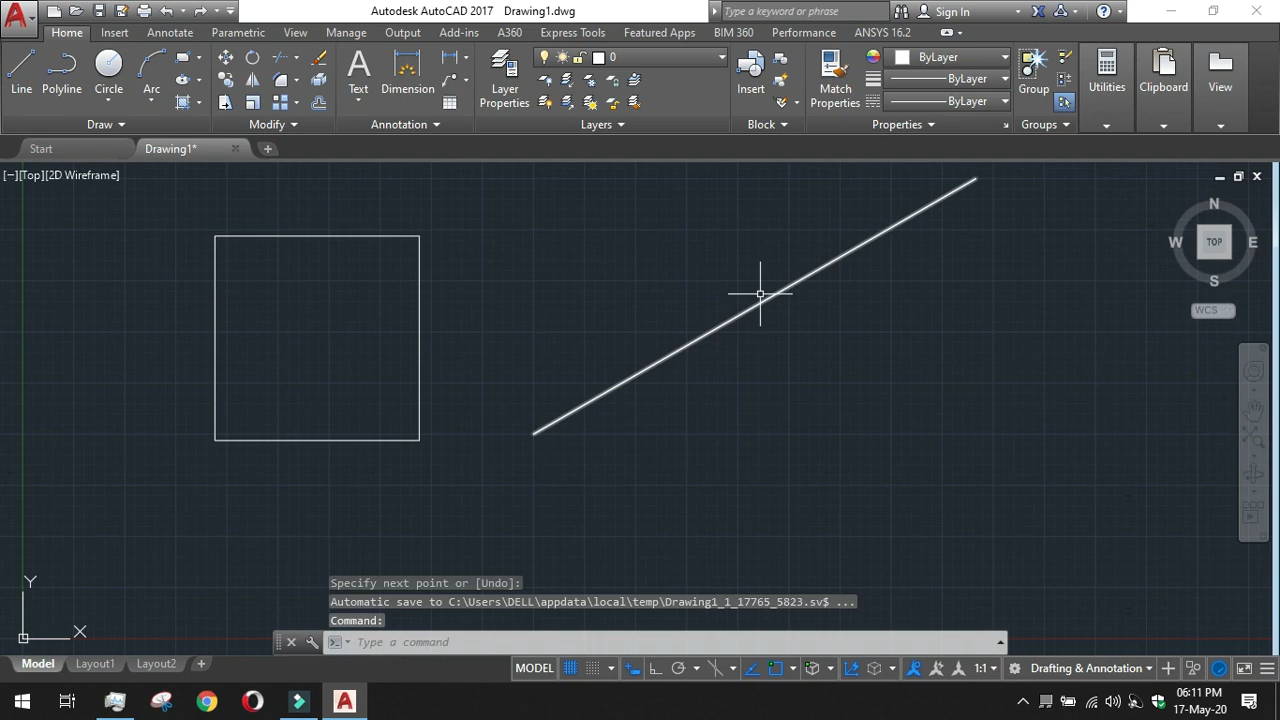 Autodesk AutoCAD 2017 Drawing1.dwg
Type a keyword or phrase
Sign In
Home Insert Annotate Parametric View Manage Output Add-ins A360 Express Tools Featured Apps BIM 360 Performance ANSYS 16.2
Line Polyline Circle Arc
Text Dimension
Layer Properties
0
Insert
Match Properties
ByLayer
ByLayer
ByLayer
Group Utilities Clipboard View
Draw Modify Annotation Layers Block Properties Groups
Start Drawing1*
[−][Top][2D Wireframe]
N
W TOP E
S
WCS
Y
X
Specify next point or [Undo]:
Automatic save to C:\Users\DELL\appdata\local\temp\Drawing1_1_17765_5823.sv$ ...
Command:
Type a command
Model Layout1 Layout2
MODEL 1:1 Drafting & Annotation
06:11 PM
17-May-20